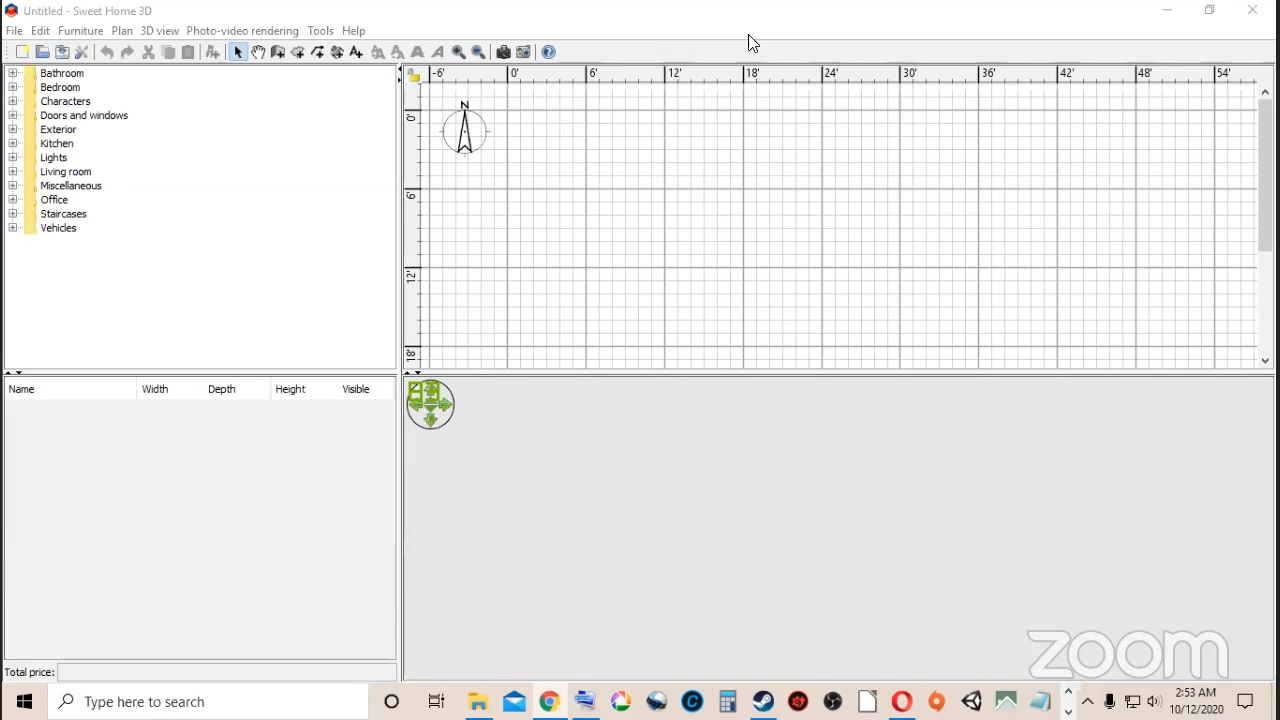 Untitled - Sweet Home 3D
File Edit Furniture Plan 3D view Photo-video rendering Tools Help
Bathroom
Bedroom
Characters
Doors and windows
Exterior
Kitchen
Lights
Living room
Miscellaneous
Office
Staircases
Vehicles
-6' 0' 6' 12' 18' 24' 30' 36' 42' 48' 54'
N
0'
6'
12'
18'
Name Width Depth Height Visible
Total price:
zoom
Type here to search
2:53 AM
10/12/2020